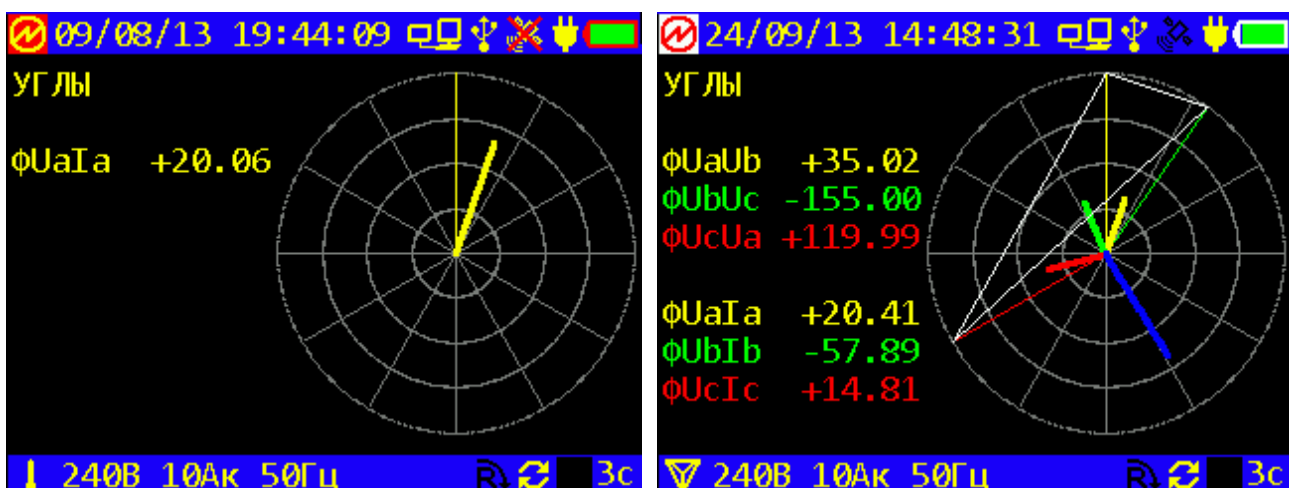 09/08/13 19:44:09
УГЛЫ
φUaIa +20.06
240В 10Ак 50Гц R 3с
24/09/13 14:48:31
УГЛЫ
φUaUb +35.02
φUbUc -155.00
φUcUa +119.99
φUaIa +20.41
φUbIb -57.89
φUcIc +14.81
240В 10Ак 50Гц R 3с